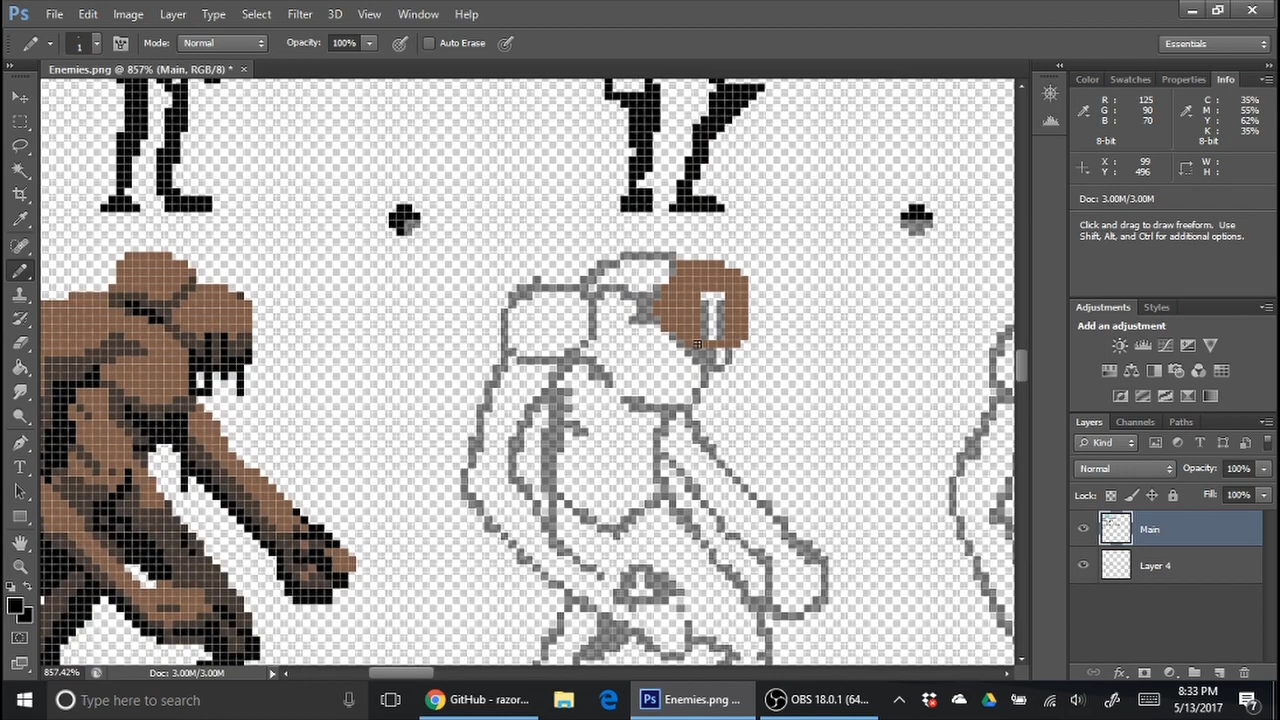 Ps File Edit Image Layer Type Select Filter 3D View Window Help
1 Mode: Normal Opacity: 100% Auto Erase Essentials
Enemies.png @ 857% (Main, RGB/8) * ×
Color Swatches Properties Info
R: 125 C: 35%
G: 90 M: 55%
B: 70 Y: 62%
K: 35%
8-bit 8-bit
X: 99 W:
Y: 496 H:
Doc: 3.00M/3.00M
Click and drag to draw freeform. Use
Shift, Alt, and Ctrl for additional options.
Adjustments Styles
Add an adjustment
Layers Channels Paths
Kind
Normal Opacity: 100%
Lock: Fill: 100%
Main
Layer 4
857.42% Doc: 3.00M/3.00M
Type here to search
GitHub - razor...
Ps Enemies.png ...
OBS 18.0.1 (64...
8:33 PM
5/13/2017
7